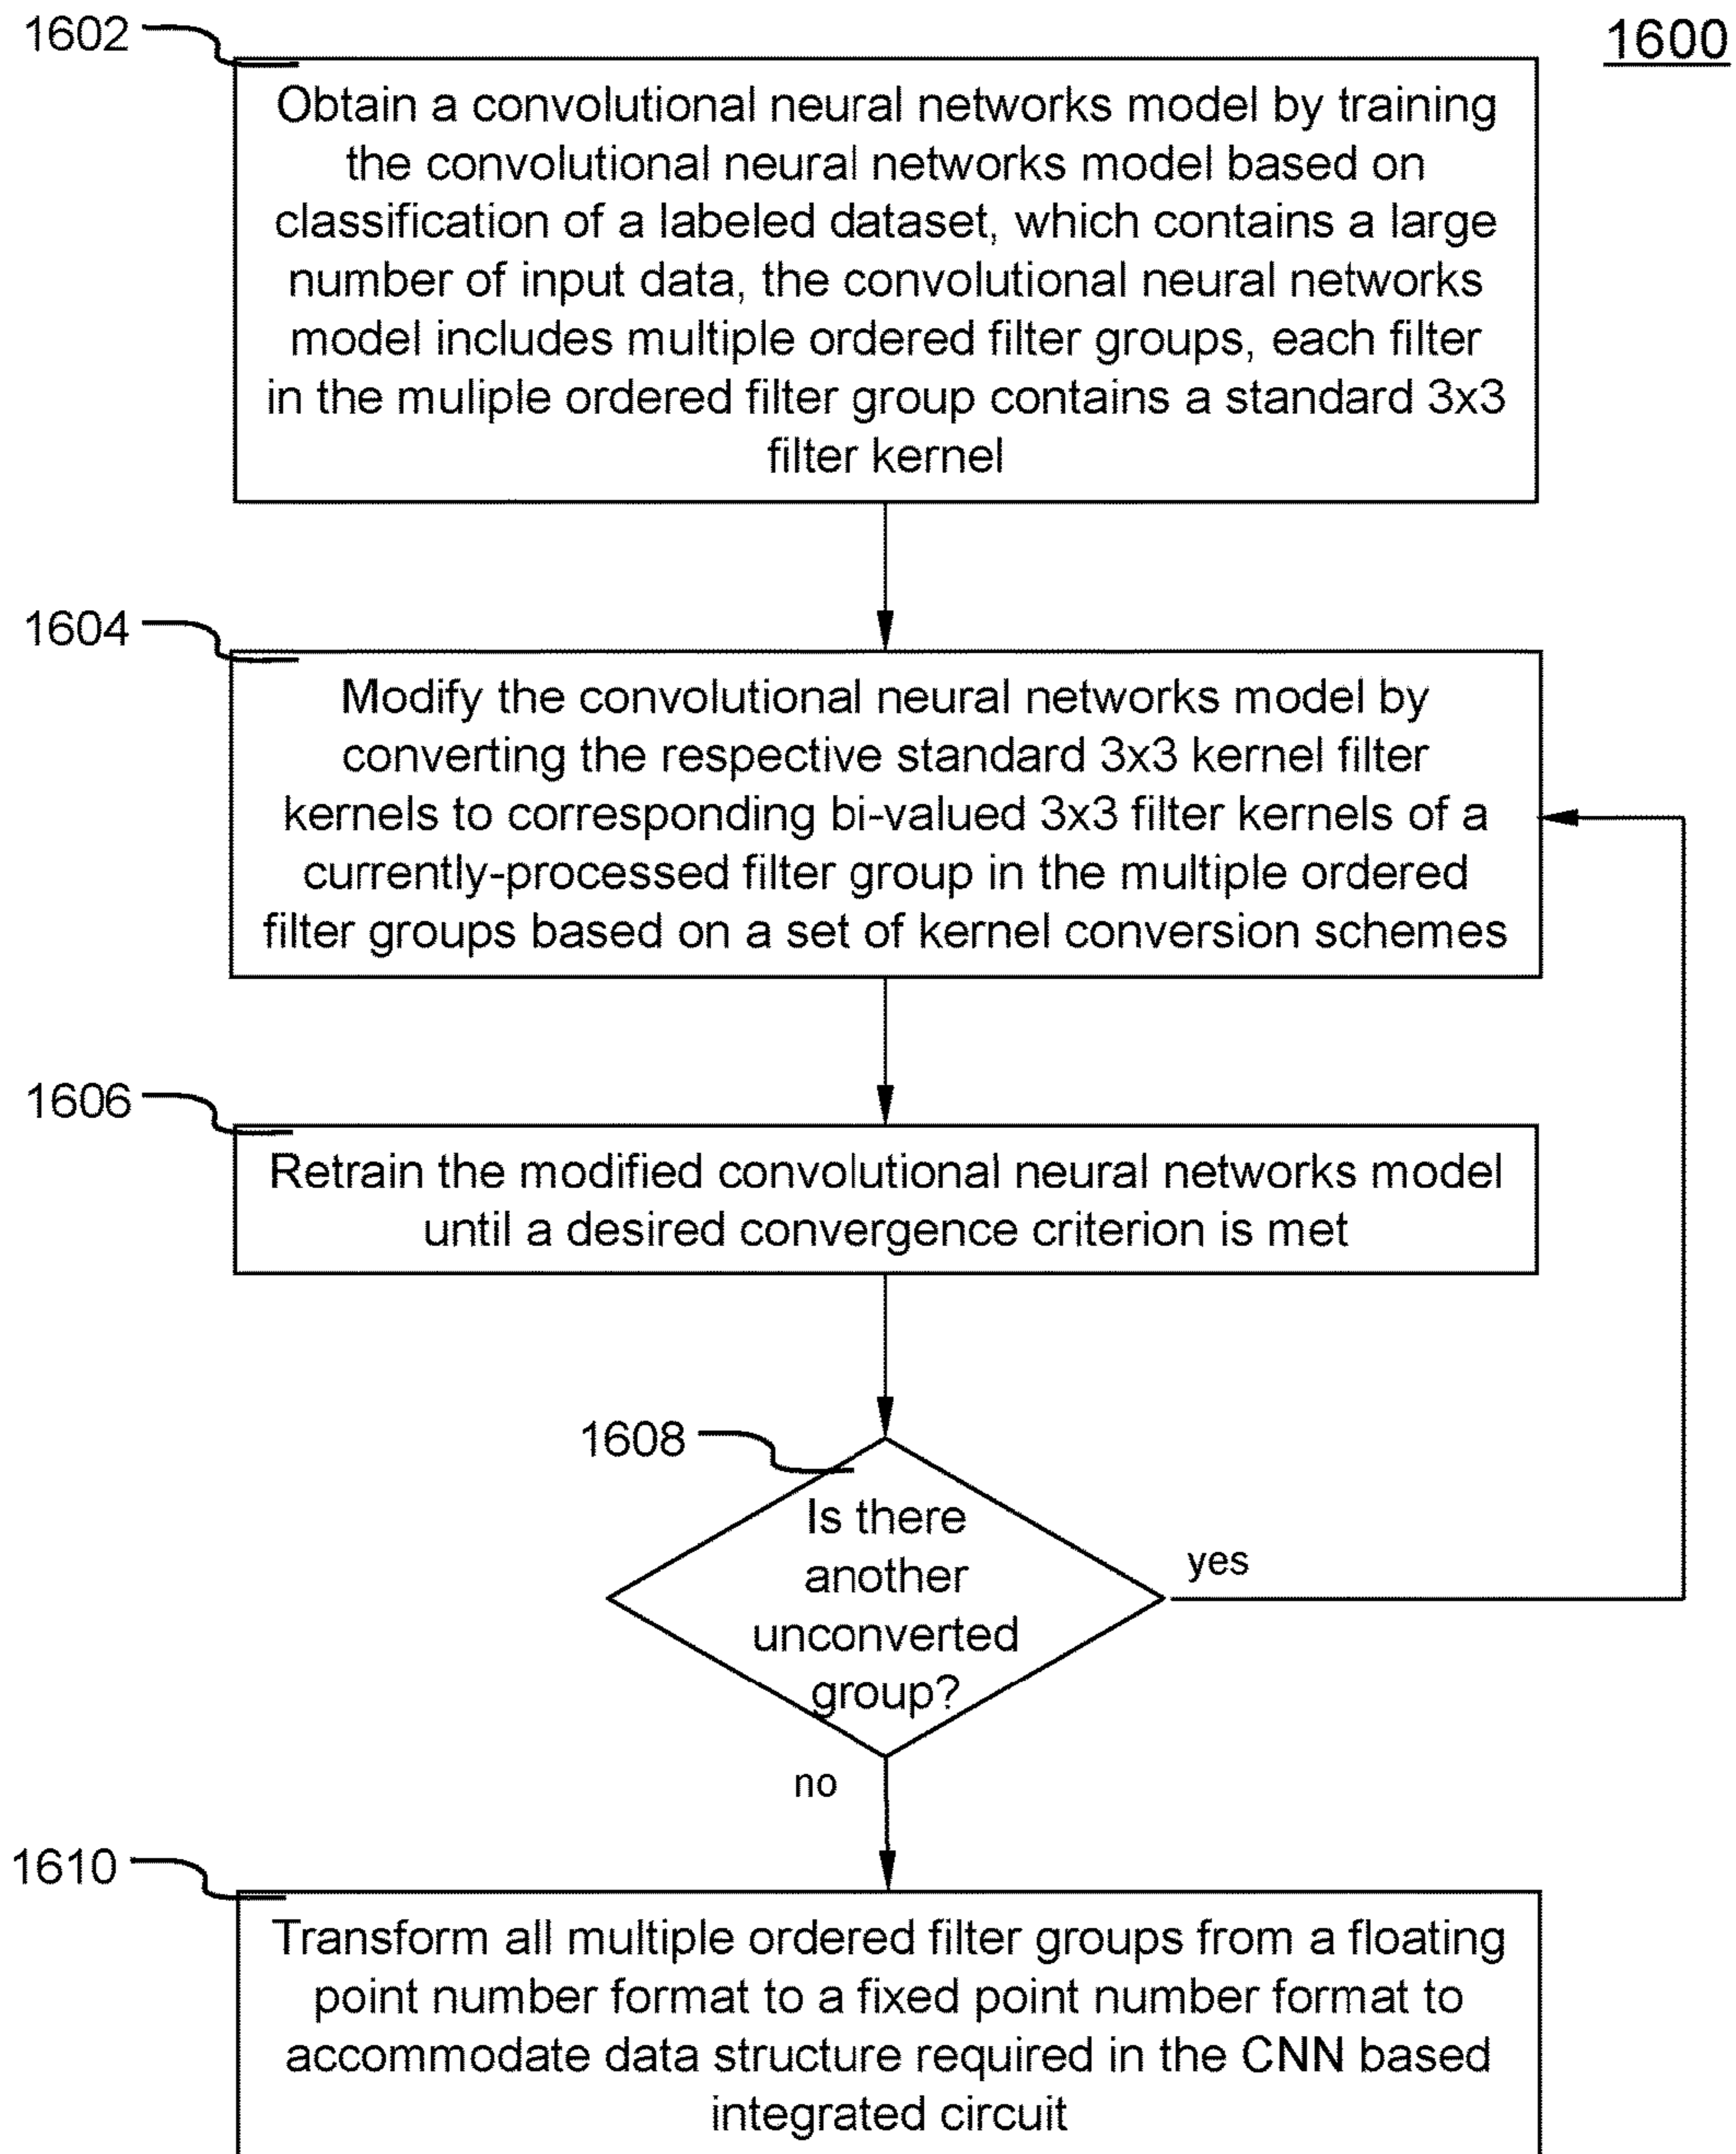 1602
1600
Obtain a convolutional neural networks model by training
the convolutional neural networks model based on
classification of a labeled dataset, which contains a large
number of input data, the convolutional neural networks
model includes multiple ordered filter groups, each filter
in the muliple ordered filter group contains a standard 3x3
filter kernel
1604
Modify the convolutional neural networks model by
converting the respective standard 3x3 kernel filter
kernels to corresponding bi-valued 3x3 filter kernels of a
currently-processed filter group in the multiple ordered
filter groups based on a set of kernel conversion schemes
1606
Retrain the modified convolutional neural networks model
until a desired convergence criterion is met
1608
Is there
another
unconverted
group?
yes
no
1610
Transform all multiple ordered filter groups from a floating
point number format to a fixed point number format to
accommodate data structure required in the CNN based
integrated circuit